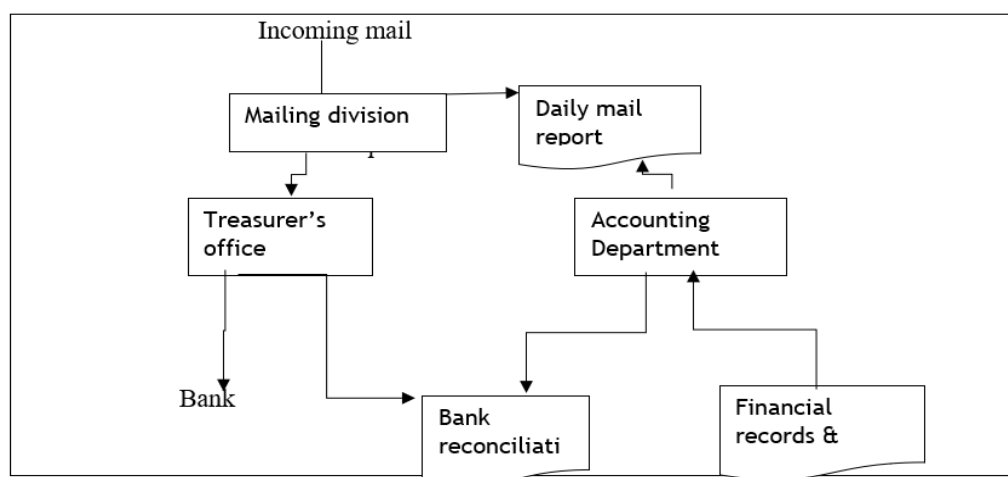 Incoming mail
Mailing division
Daily mail
report
Treasurer's
office
Accounting
Department
Bank
Bank
reconciliati
Financial
records &